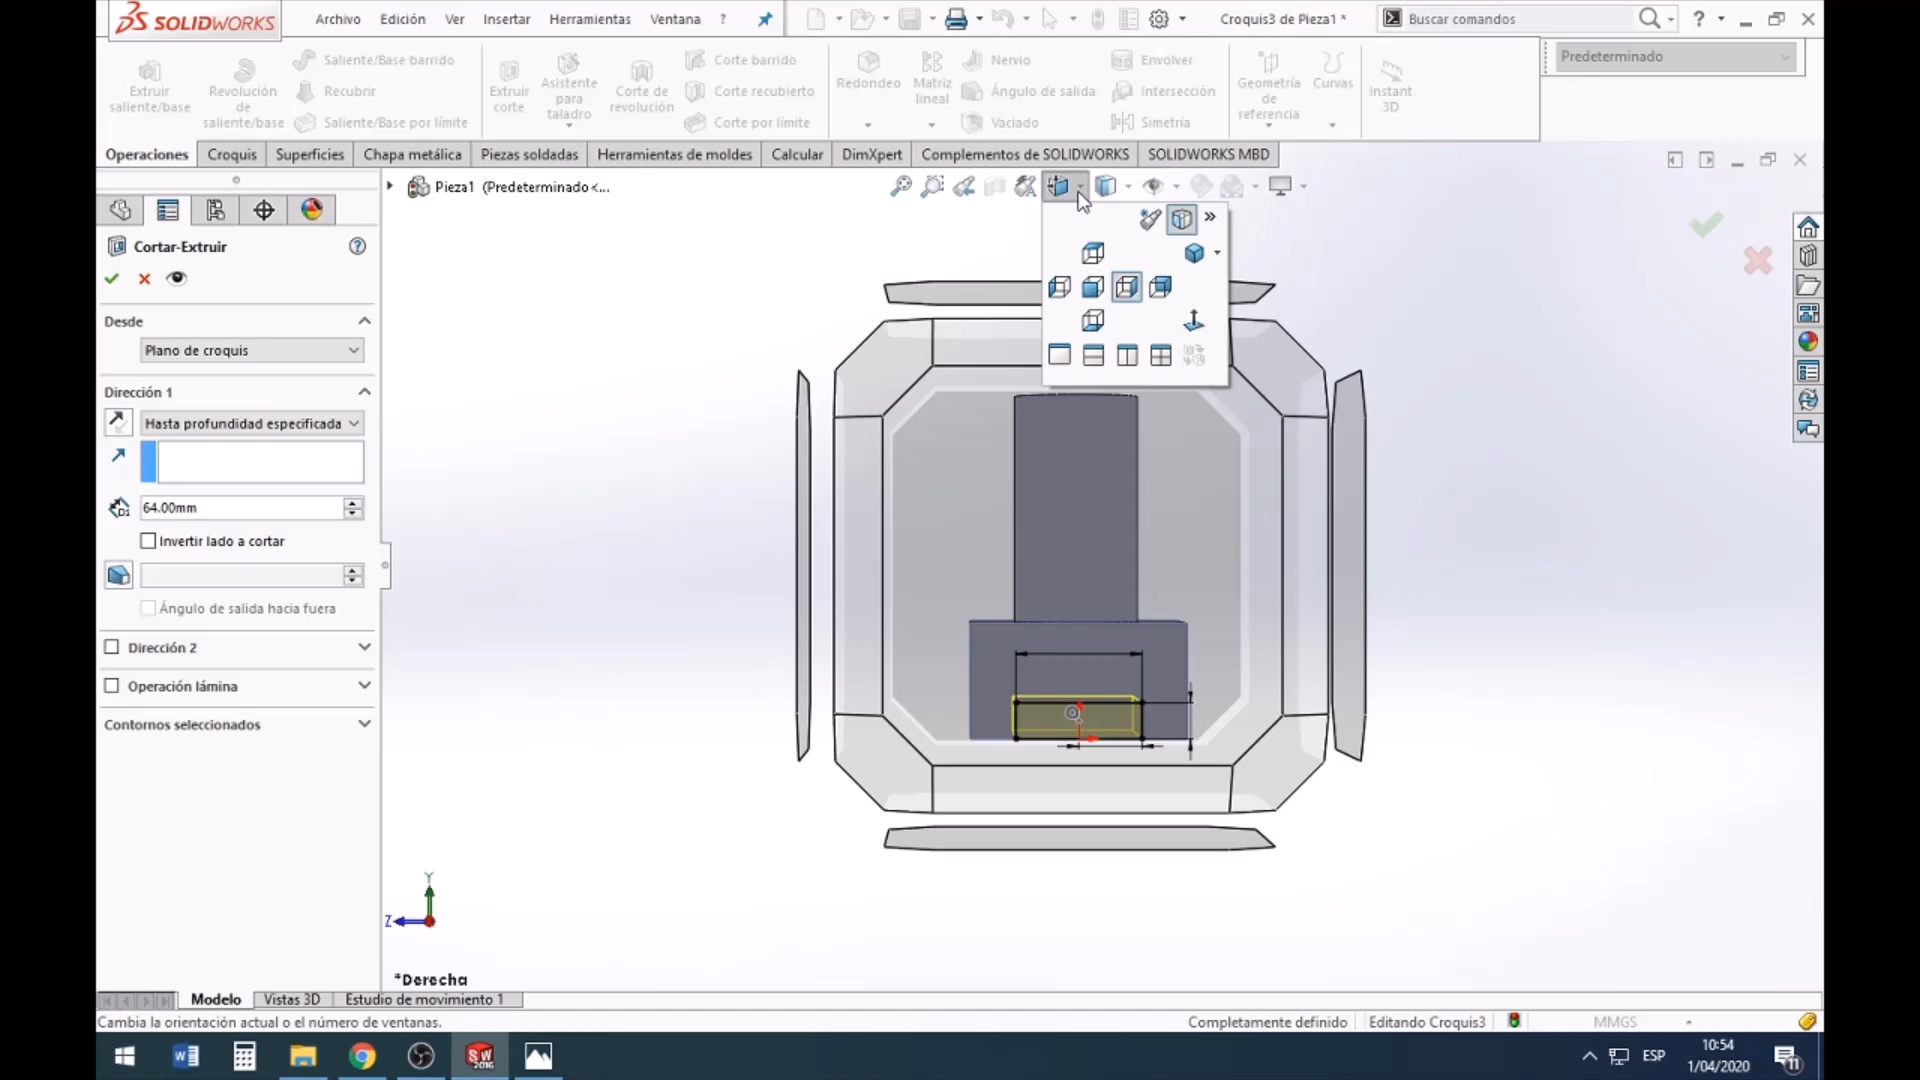 SOLIDWORKS
Archivo Edición Ver Insertar Herramientas Ventana ?
Croquis3 de Pieza1 *
Buscar comandos
?
Extruir saliente/base
Revolución de saliente/base
Saliente/Base barrido
Recubrir
Saliente/Base por límite
Extruir corte
Asistente para taladro
Corte de revolución
Corte barrido
Corte recubierto
Corte por límite
Redondeo
Matriz lineal
Nervio
Ángulo de salida
Vaciado
Envolver
Intersección
Simetría
Geometría de referencia
Curvas
Instant 3D
Predeterminado
Operaciones Croquis Superficies Chapa metálica Piezas soldadas Herramientas de moldes Calcular DimXpert Complementos de SOLIDWORKS SOLIDWORKS MBD
Pieza1 (Predeterminado<...
Cortar-Extruir
Desde
Plano de croquis
Dirección 1
Hasta profundidad especificada
D1
64.00mm
Invertir lado a cortar
Ángulo de salida hacia fuera
Dirección 2
Operación lámina
Contornos seleccionados
Y
Z
*Derecha
Modelo Vistas 3D Estudio de movimiento 1
Cambia la orientación actual o el número de ventanas.
Completamente definido Editando Croquis3 MMGS
SW 2016
ESP
10:54
1/04/2020
11